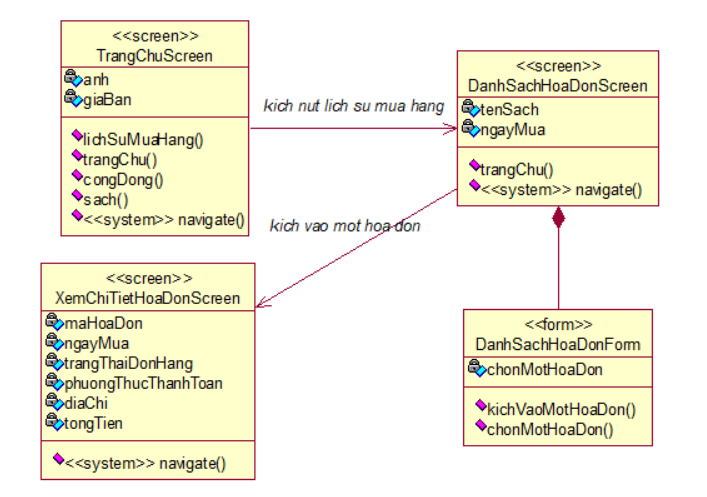 <<screen>>
TrangChuScreen
anh
giaBan
lichSuMuaHang()
trangChu()
congDong()
sach()
<<system>> navigate()
kich nut lich su mua hang
<<screen>>
DanhSachHoaDonScreen
tenSach
ngayMua
trangChu()
<<system>> navigate()
kich vao mot hoa don
<<screen>>
XemChiTietHoaDonScreen
maHoaDon
ngayMua
trangThaiDonHang
phuongThucThanhToan
diaChi
tongTien
<<system>> navigate()
<<form>>
DanhSachHoaDonForm
chonMotHoaDon
kichVaoMotHoaDon()
chonMotHoaDon()